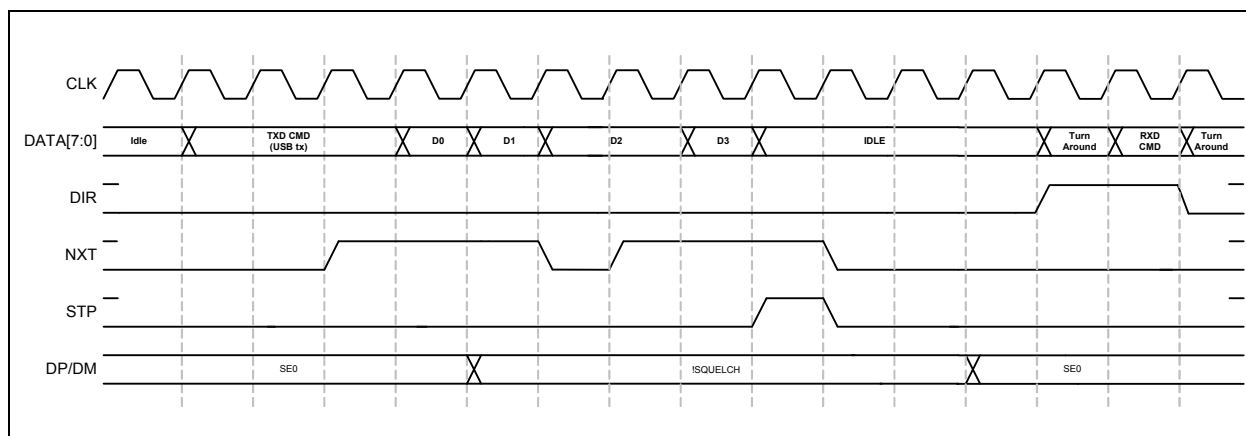 CLK
DATA[7:0]
Idle
TXD CMD
(USB tx)
D0
D1
D2
D3
IDLE
Turn
Around
RXD
CMD
Turn
Around
DIR
NXT
STP
DP/DM
SE0
!SQUELCH
SE0